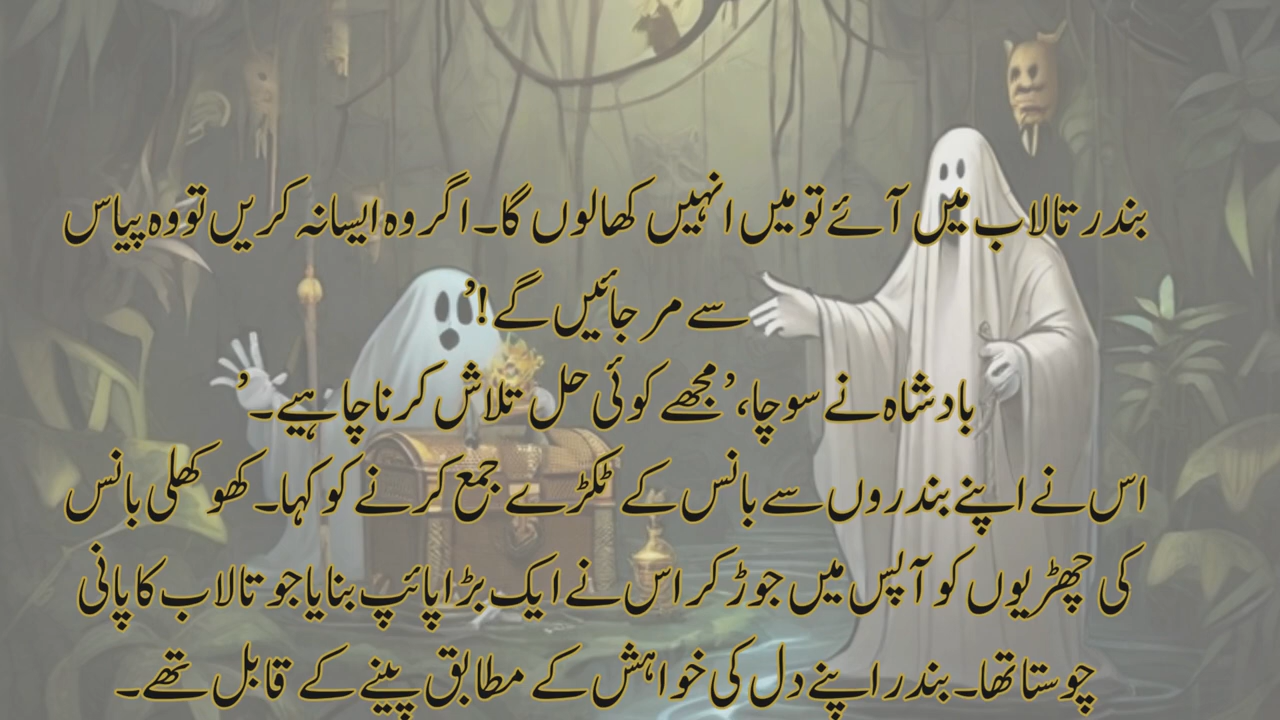 بندر تالاب میں آئے تو میں انہیں کھا لوں گا۔ اگر وہ ایسا نہ کریں تو وہ پیاس
سے مر جائیں گے!’
بادشاہ نے سوچا، ’مجھے کوئی حل تلاش کرنا چاہیے۔’
اس نے اپنے بندروں سے بانس کے ٹکڑے جمع کرنے کو کہا۔ کھوکھلی بانس
کی چھڑیوں کو آپس میں جوڑ کر اس نے ایک بڑا پائپ بنایا جو تالاب کا پانی
چوستا تھا۔ بندر اپنے دل کی خواہش کے مطابق پینے کے قابل تھے۔